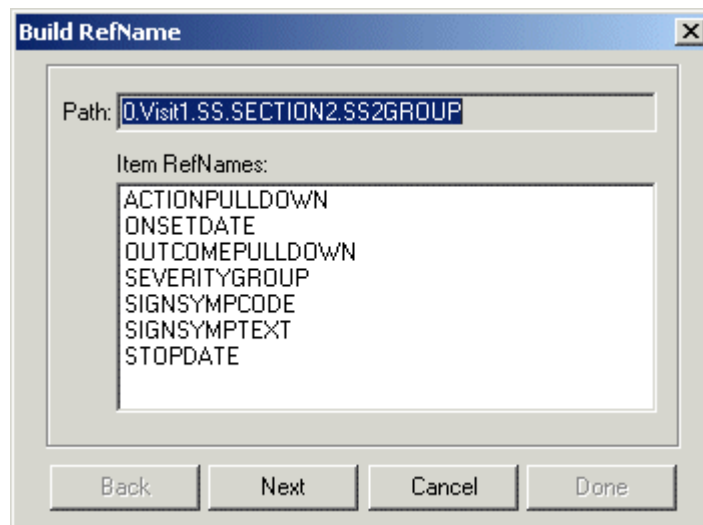 Build RefName
Path: 0.Visit1.SS.SECTION2.SS2GROUP
Item RefNames:
ACTIONPULLDOWN
ONSETDATE
OUTCOMEPULLDOWN
SEVERITYGROUP
SIGNSYMPCODE
SIGNSYMPTEXT
STOPDATE
Back Next Cancel Done